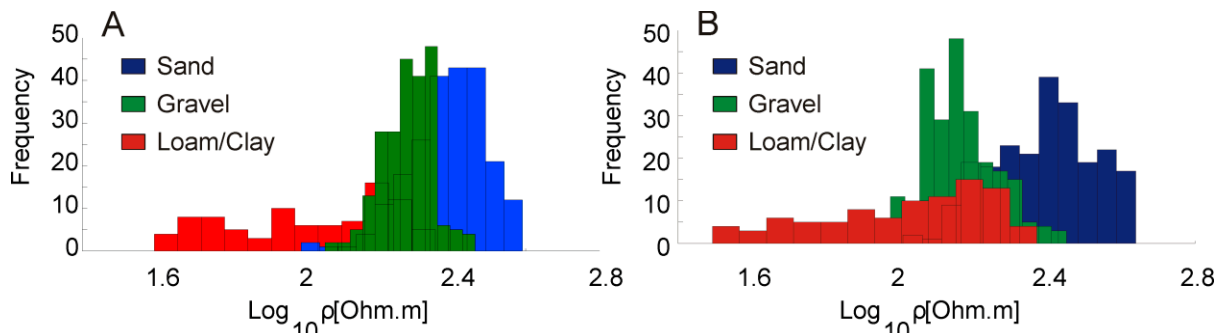 A
50
40
30
20
10
0
Frequency
Sand
Gravel
Loam/Clay
1.6 2 2.4 2.8
Log10 ρ[Ohm.m]
B
50
40
30
20
10
0
Frequency
Sand
Gravel
Loam/Clay
1.6 2 2.4 2.8
Log10 ρ[Ohm.m]